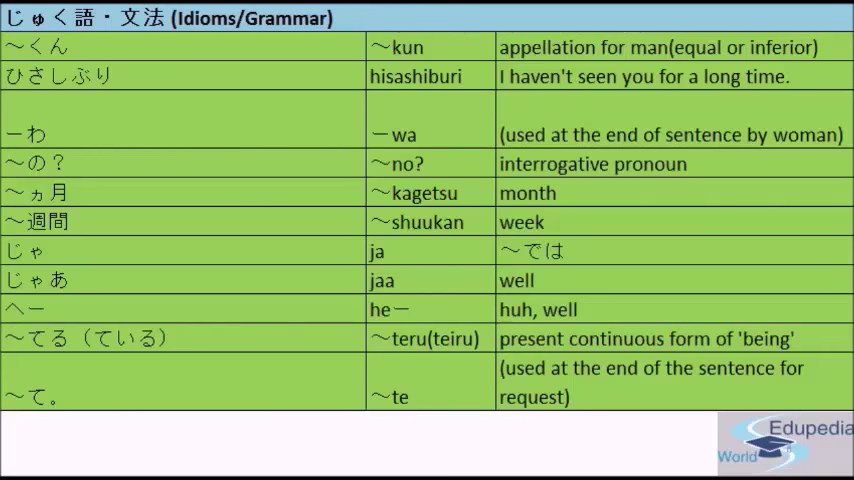 じゅく語・文法 (Idioms/Grammar)
～くん ～kun appellation for man(equal or inferior)
ひさしぶり hisashiburi I haven't seen you for a long time.
ーわ ーwa (used at the end of sentence by woman)
～の？ ～no? interrogative pronoun
～ヵ月 ～kagetsu month
～週間 ～shuukan week
じゃ ja ～では
じゃあ jaa well
へー heー huh, well
～てる（ている） ～teru(teiru) present continuous form of 'being'
～て。 ～te (used at the end of the sentence for
request)
Edupedia
World